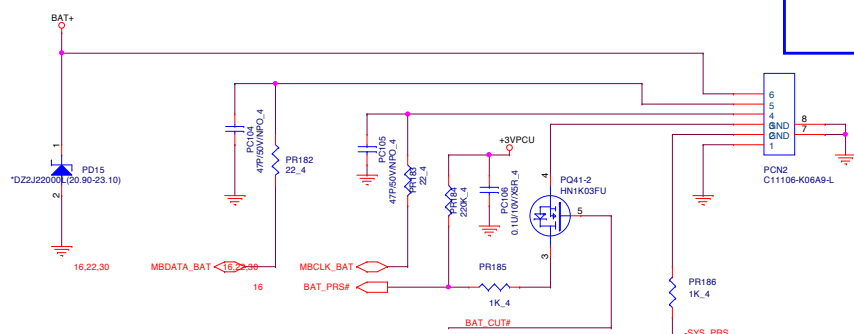 BAT+
6
5
4
3
GND
8
2
GND
7
1
PCN2
C11106-K06A9-L
PC104
47P/50V/NPO_4
PR182
22_4
PC105
47P/50V/NPO_4
PR183
22_4
+3VPCU
PR184
220K_4
PC106
0.1U/10V/X5R_4
4
PQ41-2
HN1K03FU
5
3
1
PD15
*DZ2J22000L(20.90-23.10)
2
16,22,30
MBDATA_BAT
16,22,30
MBCLK_BAT
16
BAT_PRS#
PR185
1K_4
PR186
1K_4
BAT_CUT#
-SYS_PRS